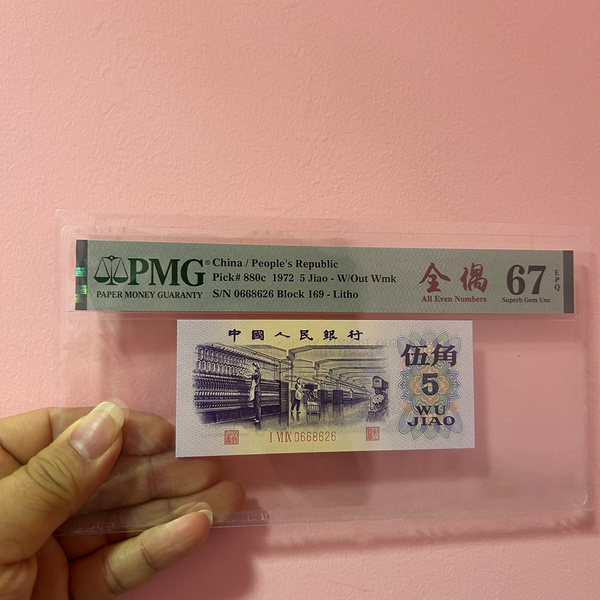 PMG®
PAPER MONEY GUARANTY
China / People's Republic
Pick# 880c 1972 5 Jiao - W/Out Wmk
S/N 0668626 Block 169 - Litho
全偶
All Even Numbers
67
EPQ
Superb Gem Unc
中國人民銀行
伍角
5
WU
JIAO
I VI IX 0668626